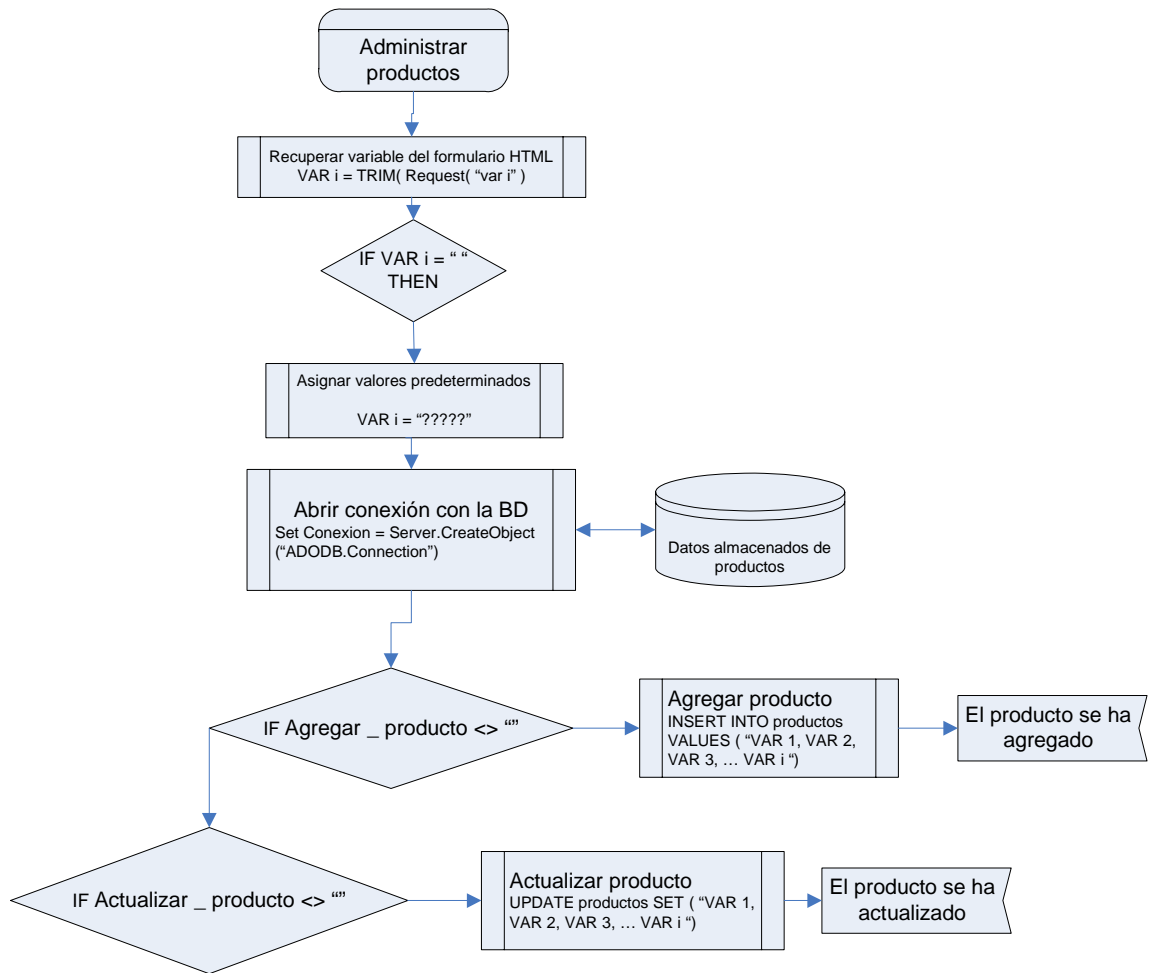 Administrar
productos
Recuperar variable del formulario HTML
VAR i = TRIM( Request( “var i” )
IF VAR i = “ “
THEN
Asignar valores predeterminados
VAR i = “?????”
Abrir conexión con la BD
Set Conexion = Server.CreateObject
(“ADODB.Connection”)
Datos almacenados de
productos
IF Agregar _ producto <> “”
Agregar producto
INSERT INTO productos
VALUES ( “VAR 1, VAR 2,
VAR 3, … VAR i “)
El producto se ha
agregado
IF Actualizar _ producto <> “”
Actualizar producto
UPDATE productos SET ( “VAR 1,
VAR 2, VAR 3, … VAR i “)
El producto se ha
actualizado